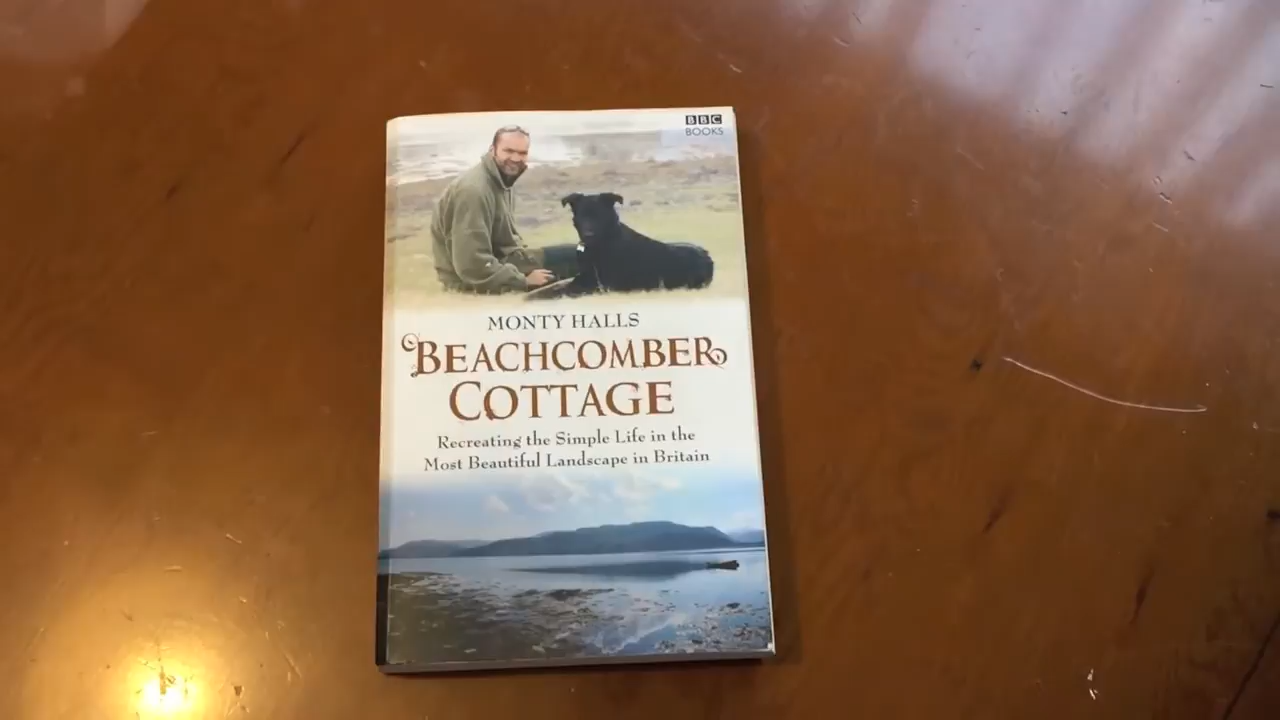 BBC
BOOKS
MONTY HALLS
BEACHCOMBER
COTTAGE
Recreating the Simple Life in the
Most Beautiful Landscape in Britain